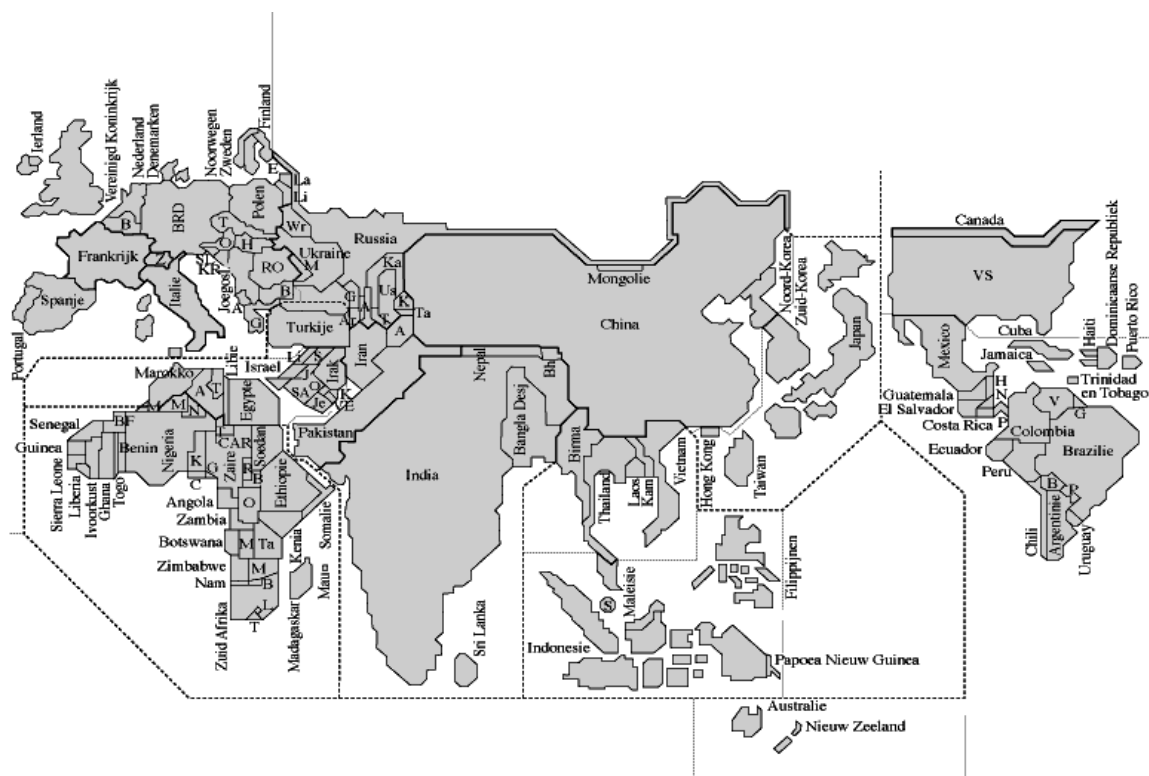 Ierland
Vereinigd Koninkrijk
Nederland
Denemarken
Noorwegen
Zweden
Finland
E
La
Li
Polen
BRD
B
T
Wr
O
H
Ukraine
M
Russia
Frankrijk
SL
KR
Joegosl.
RO
B
A
G
Italie
Spanje
Portugal
Turkije
G
A
A
T
Ka
Us
K
Ta
A
I
Mongolie
China
Noord-Korea
Zuid-Korea
Japan
Canada
VS
Dominicaanse Republiek
Puerto Rico
Haiti
Cuba
Jamaica
Mexico
Trinidad
en Tobago
Guatemala
El Salvador
Costa Rica
H
N
P
V
G
Colombia
Brazilie
Ecuador
Peru
B
P
Chili
Argentinie
Uruguay
Marokko
Libie
Israel
Li
S
J
O
SA
Je
Irak
Iran
K
VE
A
T
M
M
N
Egypte
Pakistan
Nepal
Bh
Bangla Desj
Birma
India
Senegal
BF
Guinea
Benin
Nigeria
K
C
G
CAR
Zaire
Soedan
R
B
Ethiopie
O
Sierra Leone
Liberia
Ivoorkust
Ghana
Togo
Angola
Zambia
Botswana
M
Ta
Zimbabwe
M
Nam
B
L
P
T
Zuid Afrika
Madagaskar
Kenia
Somalie
Sri Lanka
Thailand
Laos
Kam
Vietnam
Hong Kong
Taiwan
Filippijnen
Maleisie
S
Indonesie
Papoea Nieuw Guinea
Australie
Nieuw Zeeland